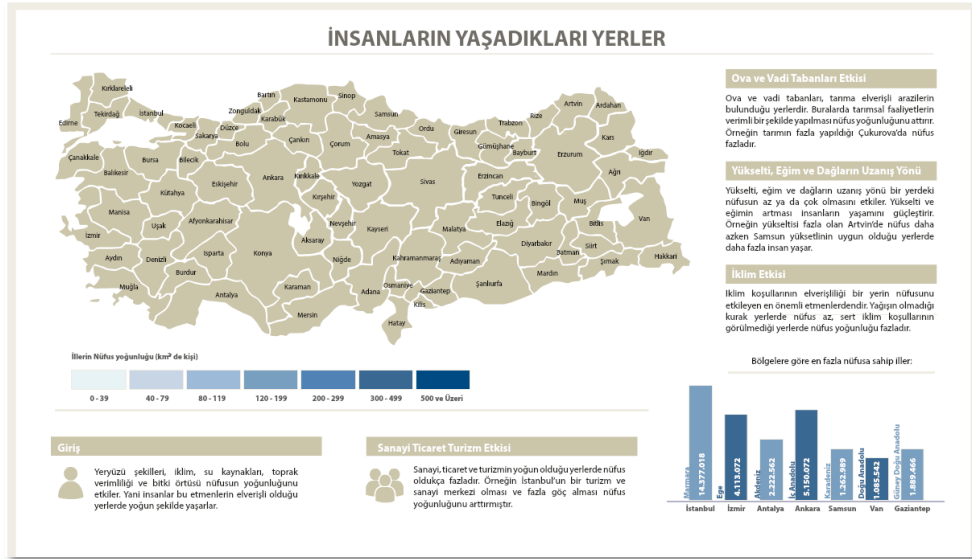 İNSANLARIN YAŞADIKLARI YERLER
Kırklareleli
Edirne
Tekirdağ
İstanbul
Kocaeli
Sakarya
Düzce
Zonguldak
Bartın
Karabük
Bolu
Kastamonu
Sinop
Çankırı
Samsun
Çorum
Amasya
Ordu
Tokat
Giresun
Trabzon
Gümüşhane
Rize
Bayburt
Artvin
Ardahan
Kars
Erzurum
Iğdır
Ağrı
Çanakkale
Balıkesir
Bursa
Bilecik
Kütahya
Eskişehir
Ankara
Kırıkkale
Kırşehir
Yozgat
Sivas
Erzincan
Tunceli
Bingöl
Muş
Bitlis
Van
Manisa
Uşak
Afyonkarahisar
İzmir
Aydın
Denizli
Isparta
Burdur
Muğla
Antalya
Konya
Aksaray
Nevşehir
Niğde
Kayseri
Karaman
Mersin
Adana
Kahramanmaraş
Osmaniye
Gaziantep
Kilis
Hatay
Malatya
Adıyaman
Elazığ
Diyarbakır
Şanlıurfa
Mardin
Batman
Siirt
Şırnak
Hakkari
İllerin Nüfus yoğunluğu (km² de kişi)
0 - 39
40 - 79
80 - 119
120 - 199
200 - 299
300 - 499
500 ve Üzeri
Giriş
Yeryüzü şekilleri, iklim, su kaynakları, toprak
verimliliği ve bitki örtüsü nüfusun yoğunluğunu
etkiler. Yani insanlar bu etmenlerin elverişli olduğu
yerlerde yoğun şekilde yaşarlar.
Sanayi Ticaret Turizm Etkisi
Sanayi, ticaret ve turizmin yoğun olduğu yerlerde nüfus
oldukça fazladır. Örneğin İstanbul'un bir turizm ve
sanayi merkezi olması ve fazla göç alması nüfus
yoğunluğunu arttırmıştır.
Ova ve Vadi Tabanları Etkisi
Ova ve vadi tabanları, tarıma elverişli arazilerin
bulunduğu yerlerdir. Buralarda tarımsal faaliyetlerin
verimli bir şekilde yapılması nüfus yoğunluğunu attırır.
Örneğin tarımın fazla yapıldığı Çukurova'da nüfus
fazladır.
Yükselti, Eğim ve Dağların Uzanış Yönü
Yükselti, eğim ve dağların uzanış yönü bir yerdeki
nüfusun az ya da çok olmasını etkiler. Yükselti ve
eğimin artması insanların yaşamını güçleştirir.
Örneğin yükseltisi fazla olan Artvin'de nüfus daha
azken Samsun yüksetlinin uygun olduğu yerlerde
daha fazla insan yaşar.
İklim Etkisi
Iklim koşullarının elverişliliği bir yerin nüfusunu
etkileyen en önemli etmenlerdendir. Yağışın olmadığı
kurak yerlerde nüfus az, sert iklim koşullarının
görülmediği yerlerde nüfus yoğunluğu fazladır.
Bölgelere göre en fazla nüfusa sahip iller:
Marmara
14.377.018
Ege
4.113.072
Akdeniz
2.222.562
İç Anadolu
5.150.072
Karadeniz
1.262.989
Doğu Anadolu
1.085.542
Güney Doğu Anadolu
1.889.466
İstanbul
İzmir
Antalya
Ankara
Samsun
Van
Gaziantep